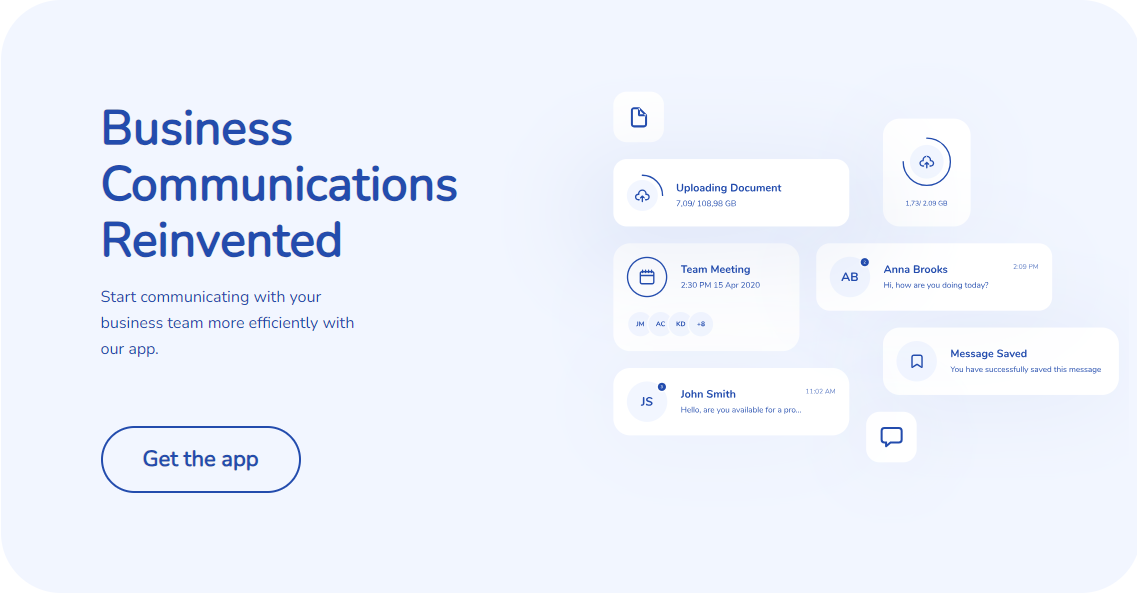 Business
Communications
Reinvented
Start communicating with your
business team more efficiently with
our app.
Get the app
Uploading Document
7,09/ 108,98 GB
1,73/ 2.09 GB
Team Meeting
2:30 PM 15 Apr 2020
JM AC KD +8
AB
2
Anna Brooks
2:09 PM
Hi, how are you doing today?
Message Saved
You have successfully saved this message
JS
John Smith
11:02 AM
Hello, are you available for a pro...